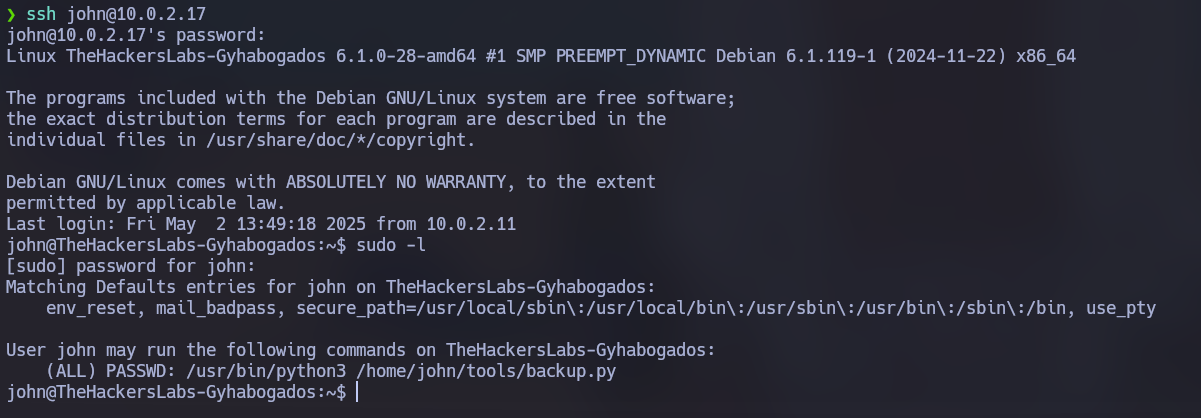 ❯ ssh john@10.0.2.17
john@10.0.2.17's password:
Linux TheHackersLabs-Gyhabogados 6.1.0-28-amd64 #1 SMP PREEMPT_DYNAMIC Debian 6.1.119-1 (2024-11-22) x86_64
The programs included with the Debian GNU/Linux system are free software;
the exact distribution terms for each program are described in the
individual files in /usr/share/doc/*/copyright.
Debian GNU/Linux comes with ABSOLUTELY NO WARRANTY, to the extent
permitted by applicable law.
Last login: Fri May  2 13:49:18 2025 from 10.0.2.11
john@TheHackersLabs-Gyhabogados:~$ sudo -l
[sudo] password for john:
Matching Defaults entries for john on TheHackersLabs-Gyhabogados:
    env_reset, mail_badpass, secure_path=/usr/local/sbin\:/usr/local/bin\:/usr/sbin\:/usr/bin\:/sbin\:/bin, use_pty
User john may run the following commands on TheHackersLabs-Gyhabogados:
    (ALL) PASSWD: /usr/bin/python3 /home/john/tools/backup.py
john@TheHackersLabs-Gyhabogados:~$